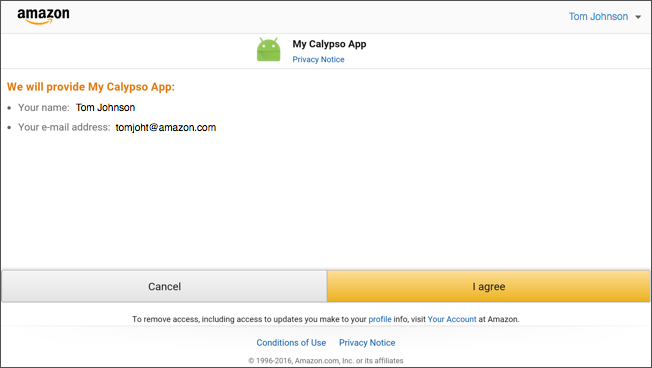 amazon
Tom Johnson
My Calypso App
Privacy Notice
We will provide My Calypso App:
• Your name: Tom Johnson
• Your e-mail address: tomjoht@amazon.com
Cancel
I agree
To remove access, including access to updates you make to your profile info, visit Your Account at Amazon.
Conditions of Use Privacy Notice
© 1996-2016, Amazon.com, Inc. or its affiliates